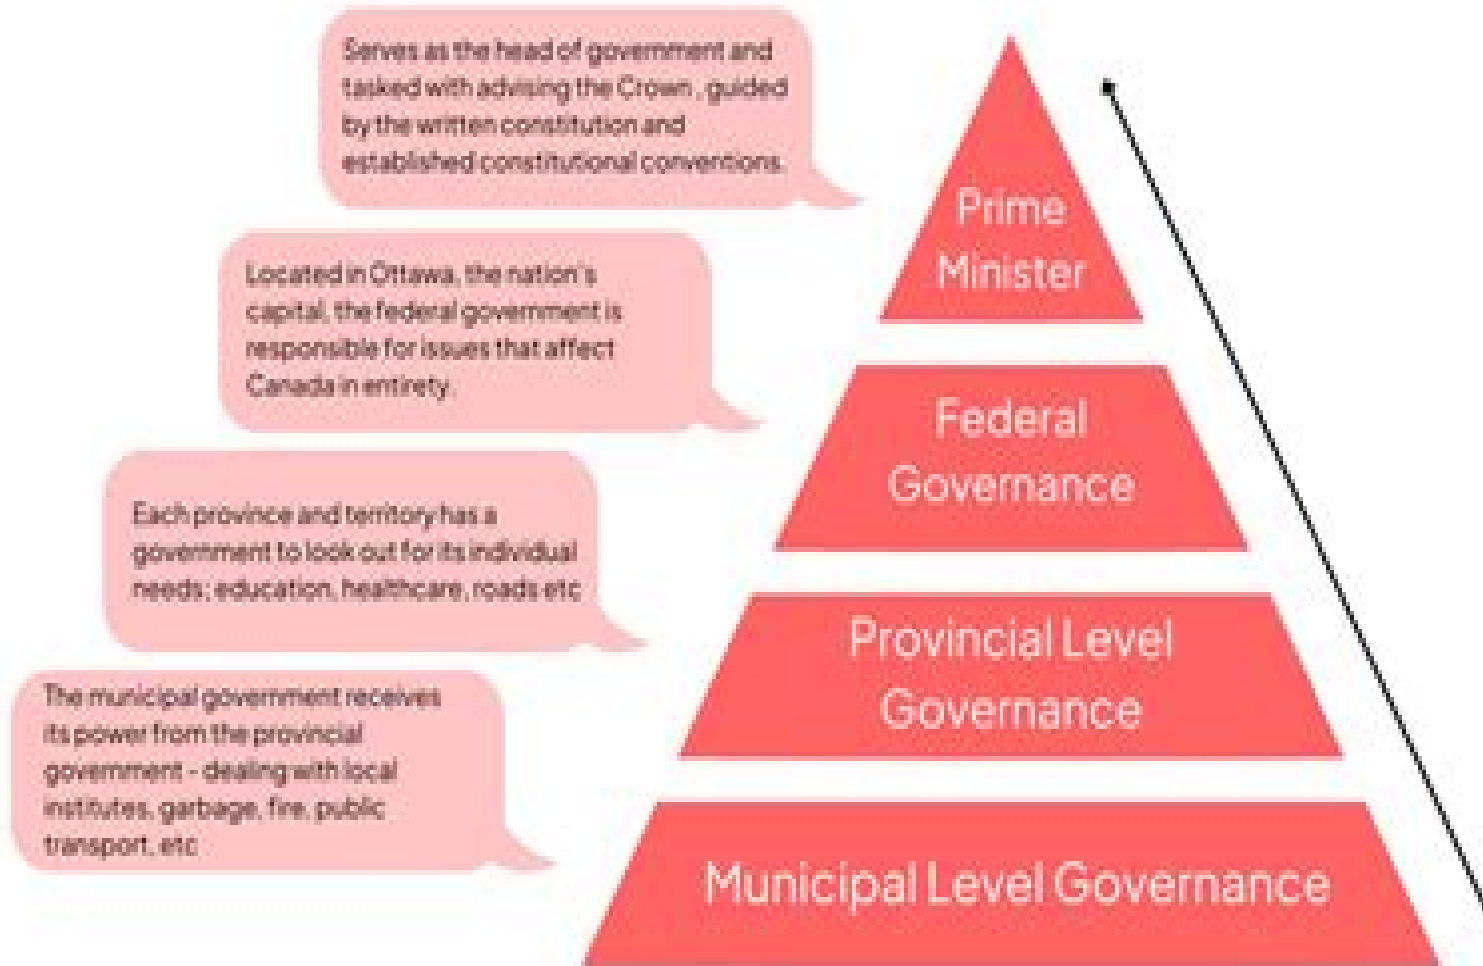 Serves as the head of government and
tasked with advising the Crown , guided
by the written constitution and
established constitutional conventions.
Prime
Minister
Located in Ottawa, the nation's
capital, the federal government is
responsible for issues that affect
Canada in entirety.
Federal
Governance
Each province and territory has a
government to look out for its individual
needs; education, healthcare, roads etc
Provincial Level
Governance
The municipal government receives
its power from the provincial
government - dealing with local
institutes, garbage, fire, public
transport, etc
Municipal Level Governance